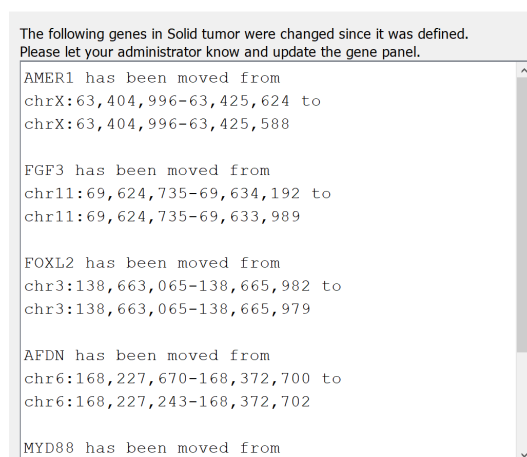 The following genes in Solid tumor were changed since it was defined.
Please let your administrator know and update the gene panel.
AMER1 has been moved from
chrX:63,404,996-63,425,624 to
chrX:63,404,996-63,425,588
FGF3 has been moved from
chr11:69,624,735-69,634,192 to
chr11:69,624,735-69,633,989
FOXL2 has been moved from
chr3:138,663,065-138,665,982 to
chr3:138,663,065-138,665,979
AFDN has been moved from
chr6:168,227,670-168,372,700 to
chr6:168,227,243-168,372,702
MYD88 has been moved from